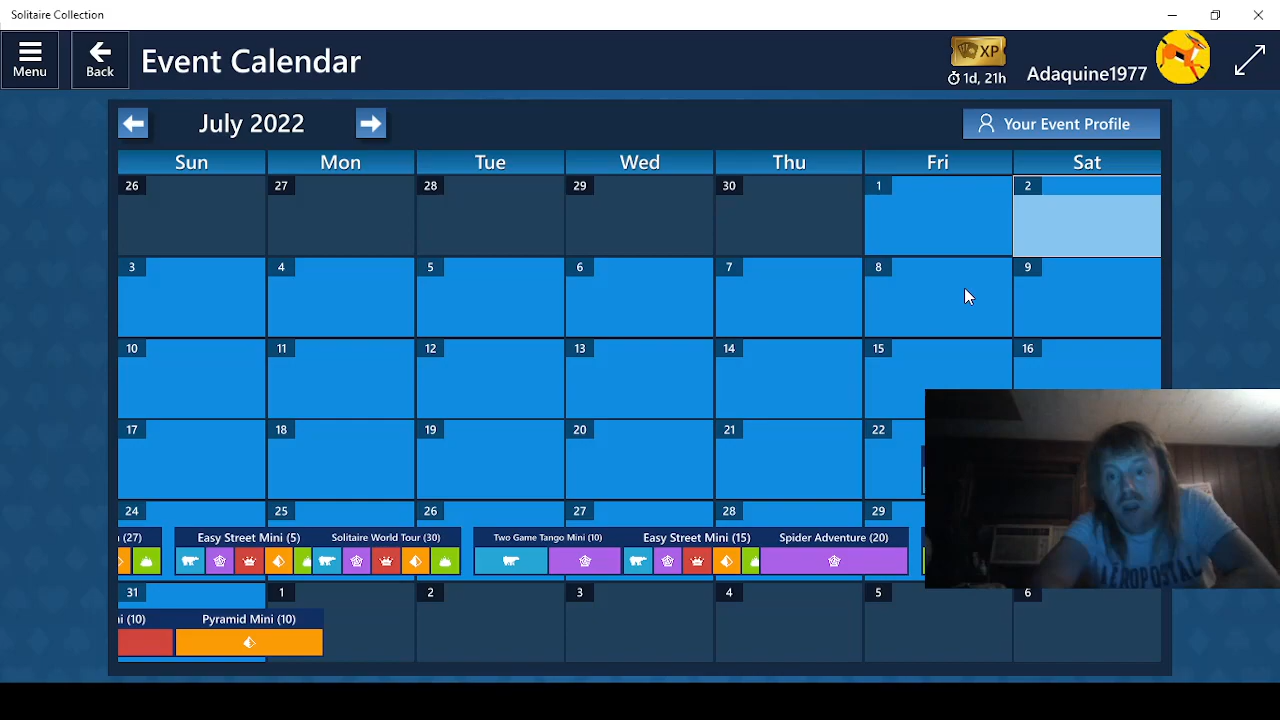 Solitaire Collection
Menu
Back
Event Calendar
XP
1d, 21h
Adaquine1977
July 2022
Your Event Profile
Sun Mon Tue Wed Thu Fri Sat
26 27 28 29 30 1 2
3 4 5 6 7 8 9
10 11 12 13 14 15 16
17 18 19 20 21 22
24 25 26 27 28 29
(27) Easy Street Mini (5) Solitaire World Tour (30) Two Game Tango Mini (10) Easy Street Mini (15) Spider Adventure (20)
31 1 2 3 4 5 6
(10) Pyramid Mini (10)
AÉROPOSTAL